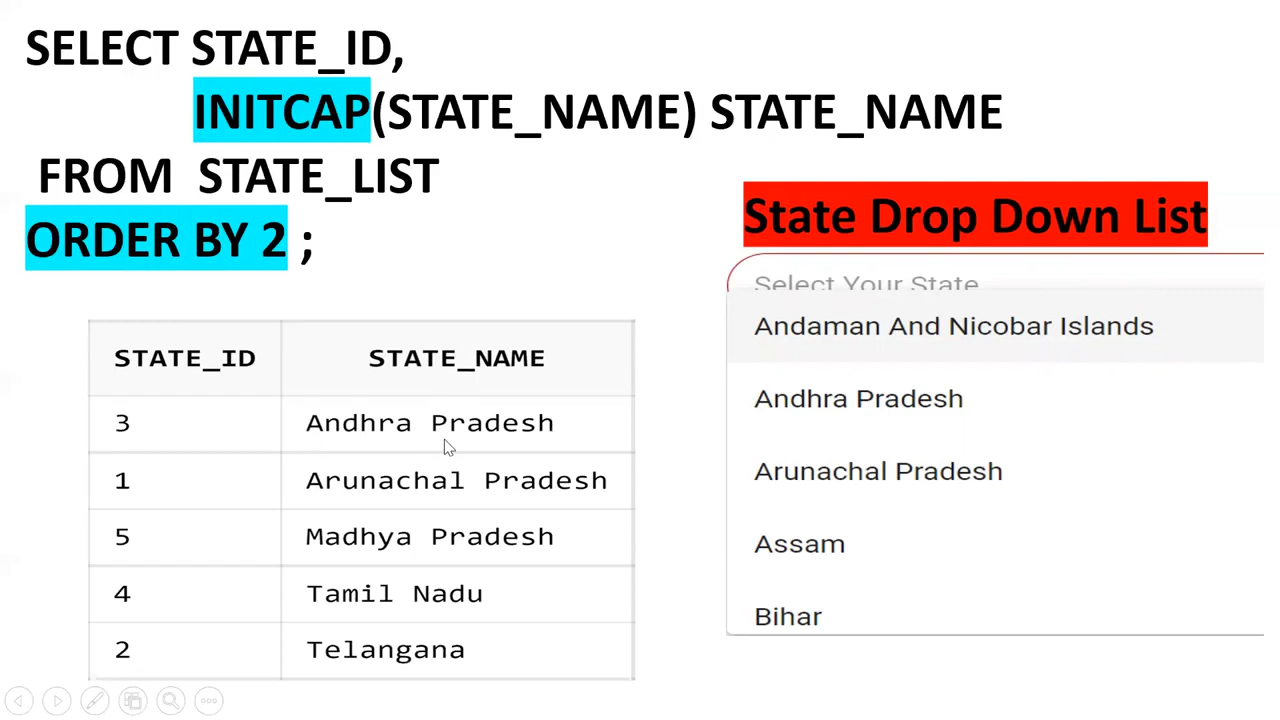 SELECT STATE_ID,
INITCAP(STATE_NAME) STATE_NAME
FROM STATE_LIST
ORDER BY 2 ;
STATE_ID STATE_NAME
3 Andhra Pradesh
1 Arunachal Pradesh
5 Madhya Pradesh
4 Tamil Nadu
2 Telangana
State Drop Down List
Select Your State
Andaman And Nicobar Islands
Andhra Pradesh
Arunachal Pradesh
Assam
Bihar